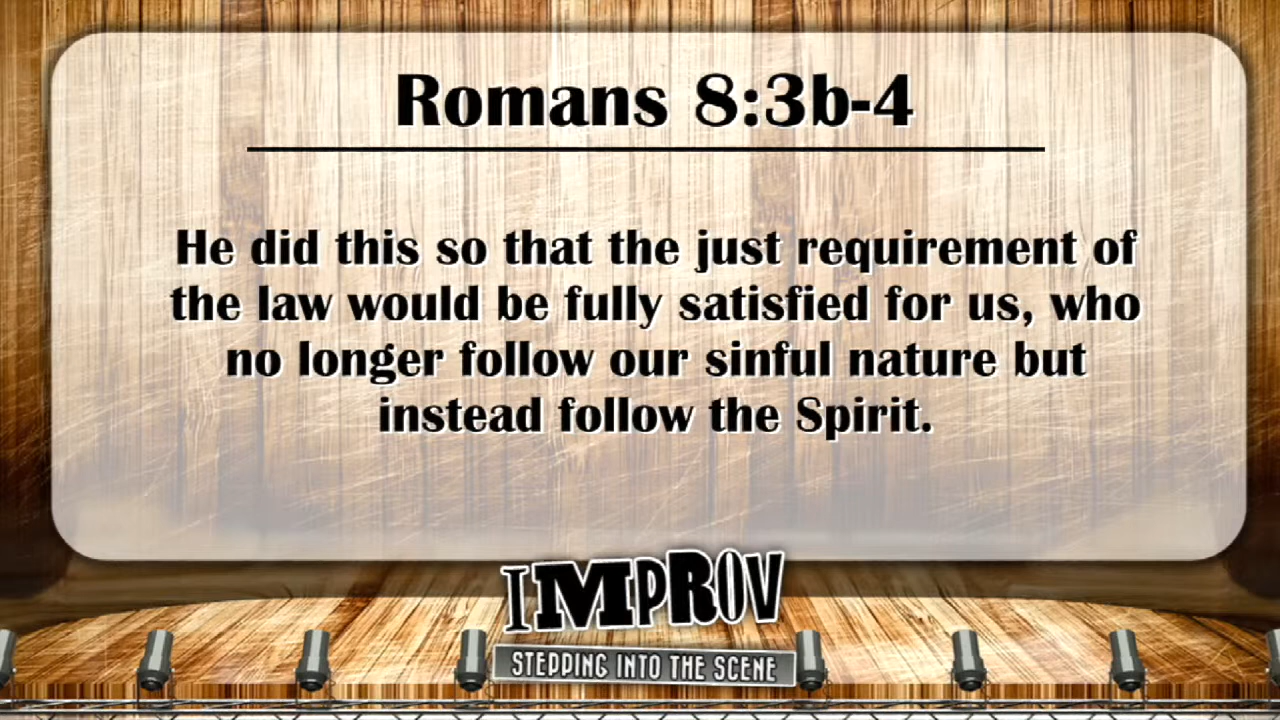 Romans 8:3b-4
He did this so that the just requirement of
the law would be fully satisfied for us, who
no longer follow our sinful nature but
instead follow the Spirit.
IMPROV
STEPPING INTO THE SCENE